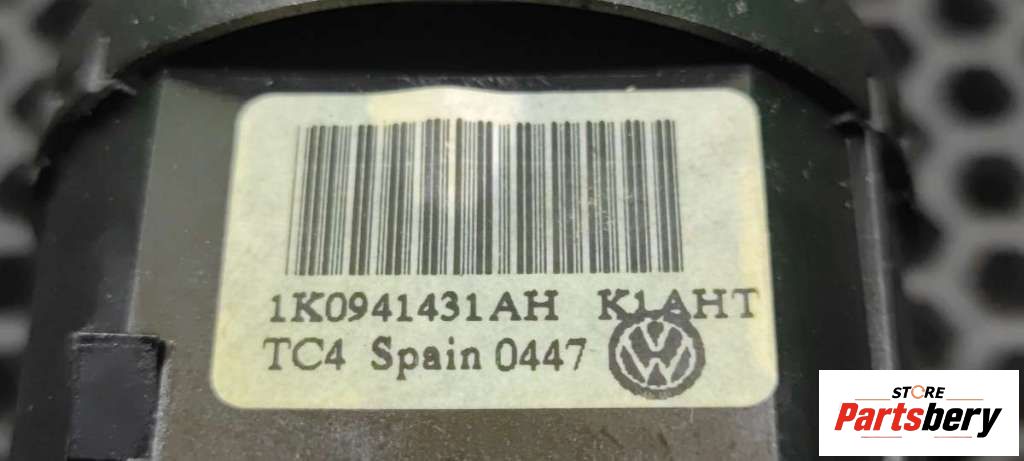 1K0941431AH K1AHT
TC4 Spain 0447
STORE
Partsbery